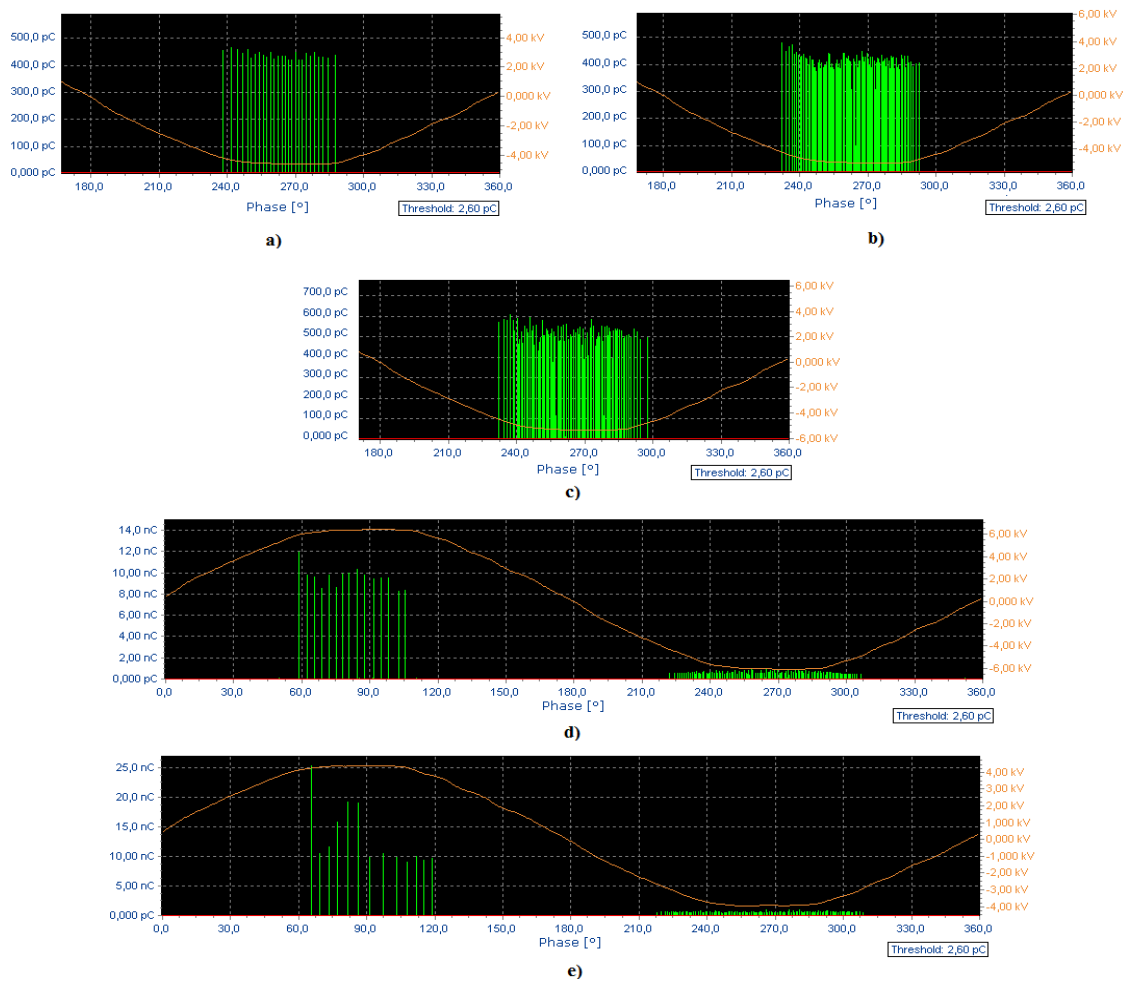 500,0 pC
400,0 pC
300,0 pC
200,0 pC
100,0 pC
0,000 pC
4,00 kV
2,00 kV
0,000 kV
-2,00 kV
-4,00 kV
180,0 210,0 240,0 270,0 300,0 330,0 360,0
Phase [º]
Threshold: 2,60 pC
a)
500,0 pC
400,0 pC
300,0 pC
200,0 pC
100,0 pC
0,000 pC
6,00 kV
4,00 kV
2,00 kV
0,000 kV
-2,00 kV
-4,00 kV
180,0 210,0 240,0 270,0 300,0 330,0 360,0
Phase [º]
Threshold: 2,60 pC
b)
700,0 pC
600,0 pC
500,0 pC
400,0 pC
300,0 pC
200,0 pC
100,0 pC
0,000 pC
6,00 kV
4,00 kV
2,00 kV
0,000 kV
-2,00 kV
-4,00 kV
-6,00 kV
180,0 210,0 240,0 270,0 300,0 330,0 360,0
Phase [º]
Threshold: 2,60 pC
c)
14,0 nC
12,0 nC
10,00 nC
8,00 nC
6,00 nC
4,00 nC
2,00 nC
0,000 pC
6,00 kV
4,00 kV
2,00 kV
0,000 kV
-2,00 kV
-4,00 kV
-6,00 kV
0,0 30,0 60,0 90,0 120,0 150,0 180,0 210,0 240,0 270,0 300,0 330,0 360,0
Phase [º]
Threshold: 2,60 pC
d)
25,0 nC
20,0 nC
15,0 nC
10,00 nC
5,00 nC
0,000 pC
4,00 kV
3,00 kV
2,00 kV
1,000 kV
0,000 kV
-1,000 kV
-2,00 kV
-3,00 kV
-4,00 kV
0,0 30,0 60,0 90,0 120,0 150,0 180,0 210,0 240,0 270,0 300,0 330,0 360,0
Phase [º]
Threshold: 2,60 pC
e)